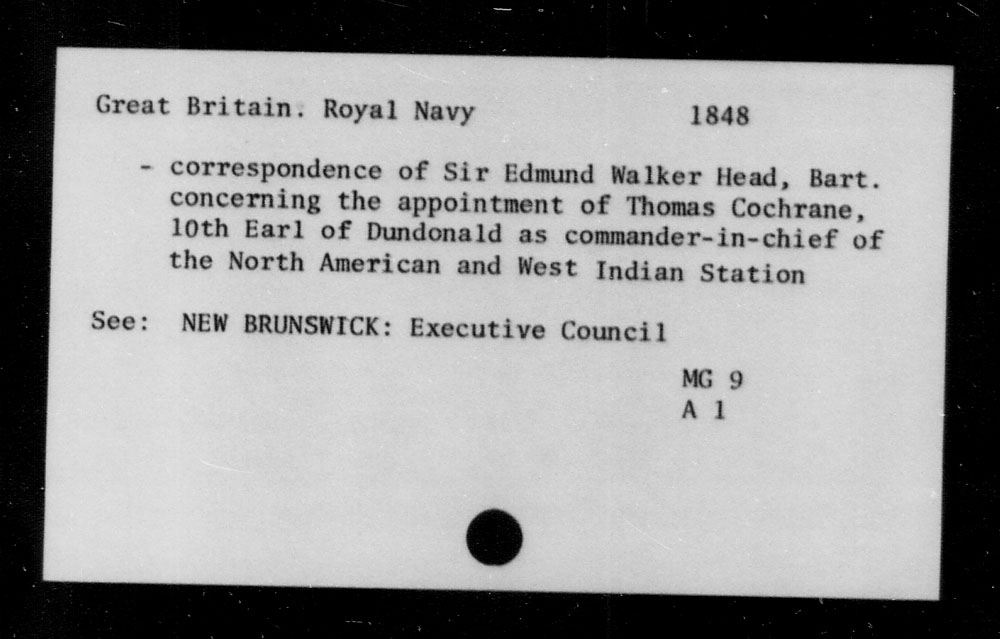 Great Britain. Royal Navy 1848
- correspondence of Sir Edmund Walker Head, Bart.
concerning the appointment of Thomas Cochrane,
10th Earl of Dundonald as commander-in-chief of
the North American and West Indian Station
See: NEW BRUNSWICK: Executive Council
MG 9
A 1